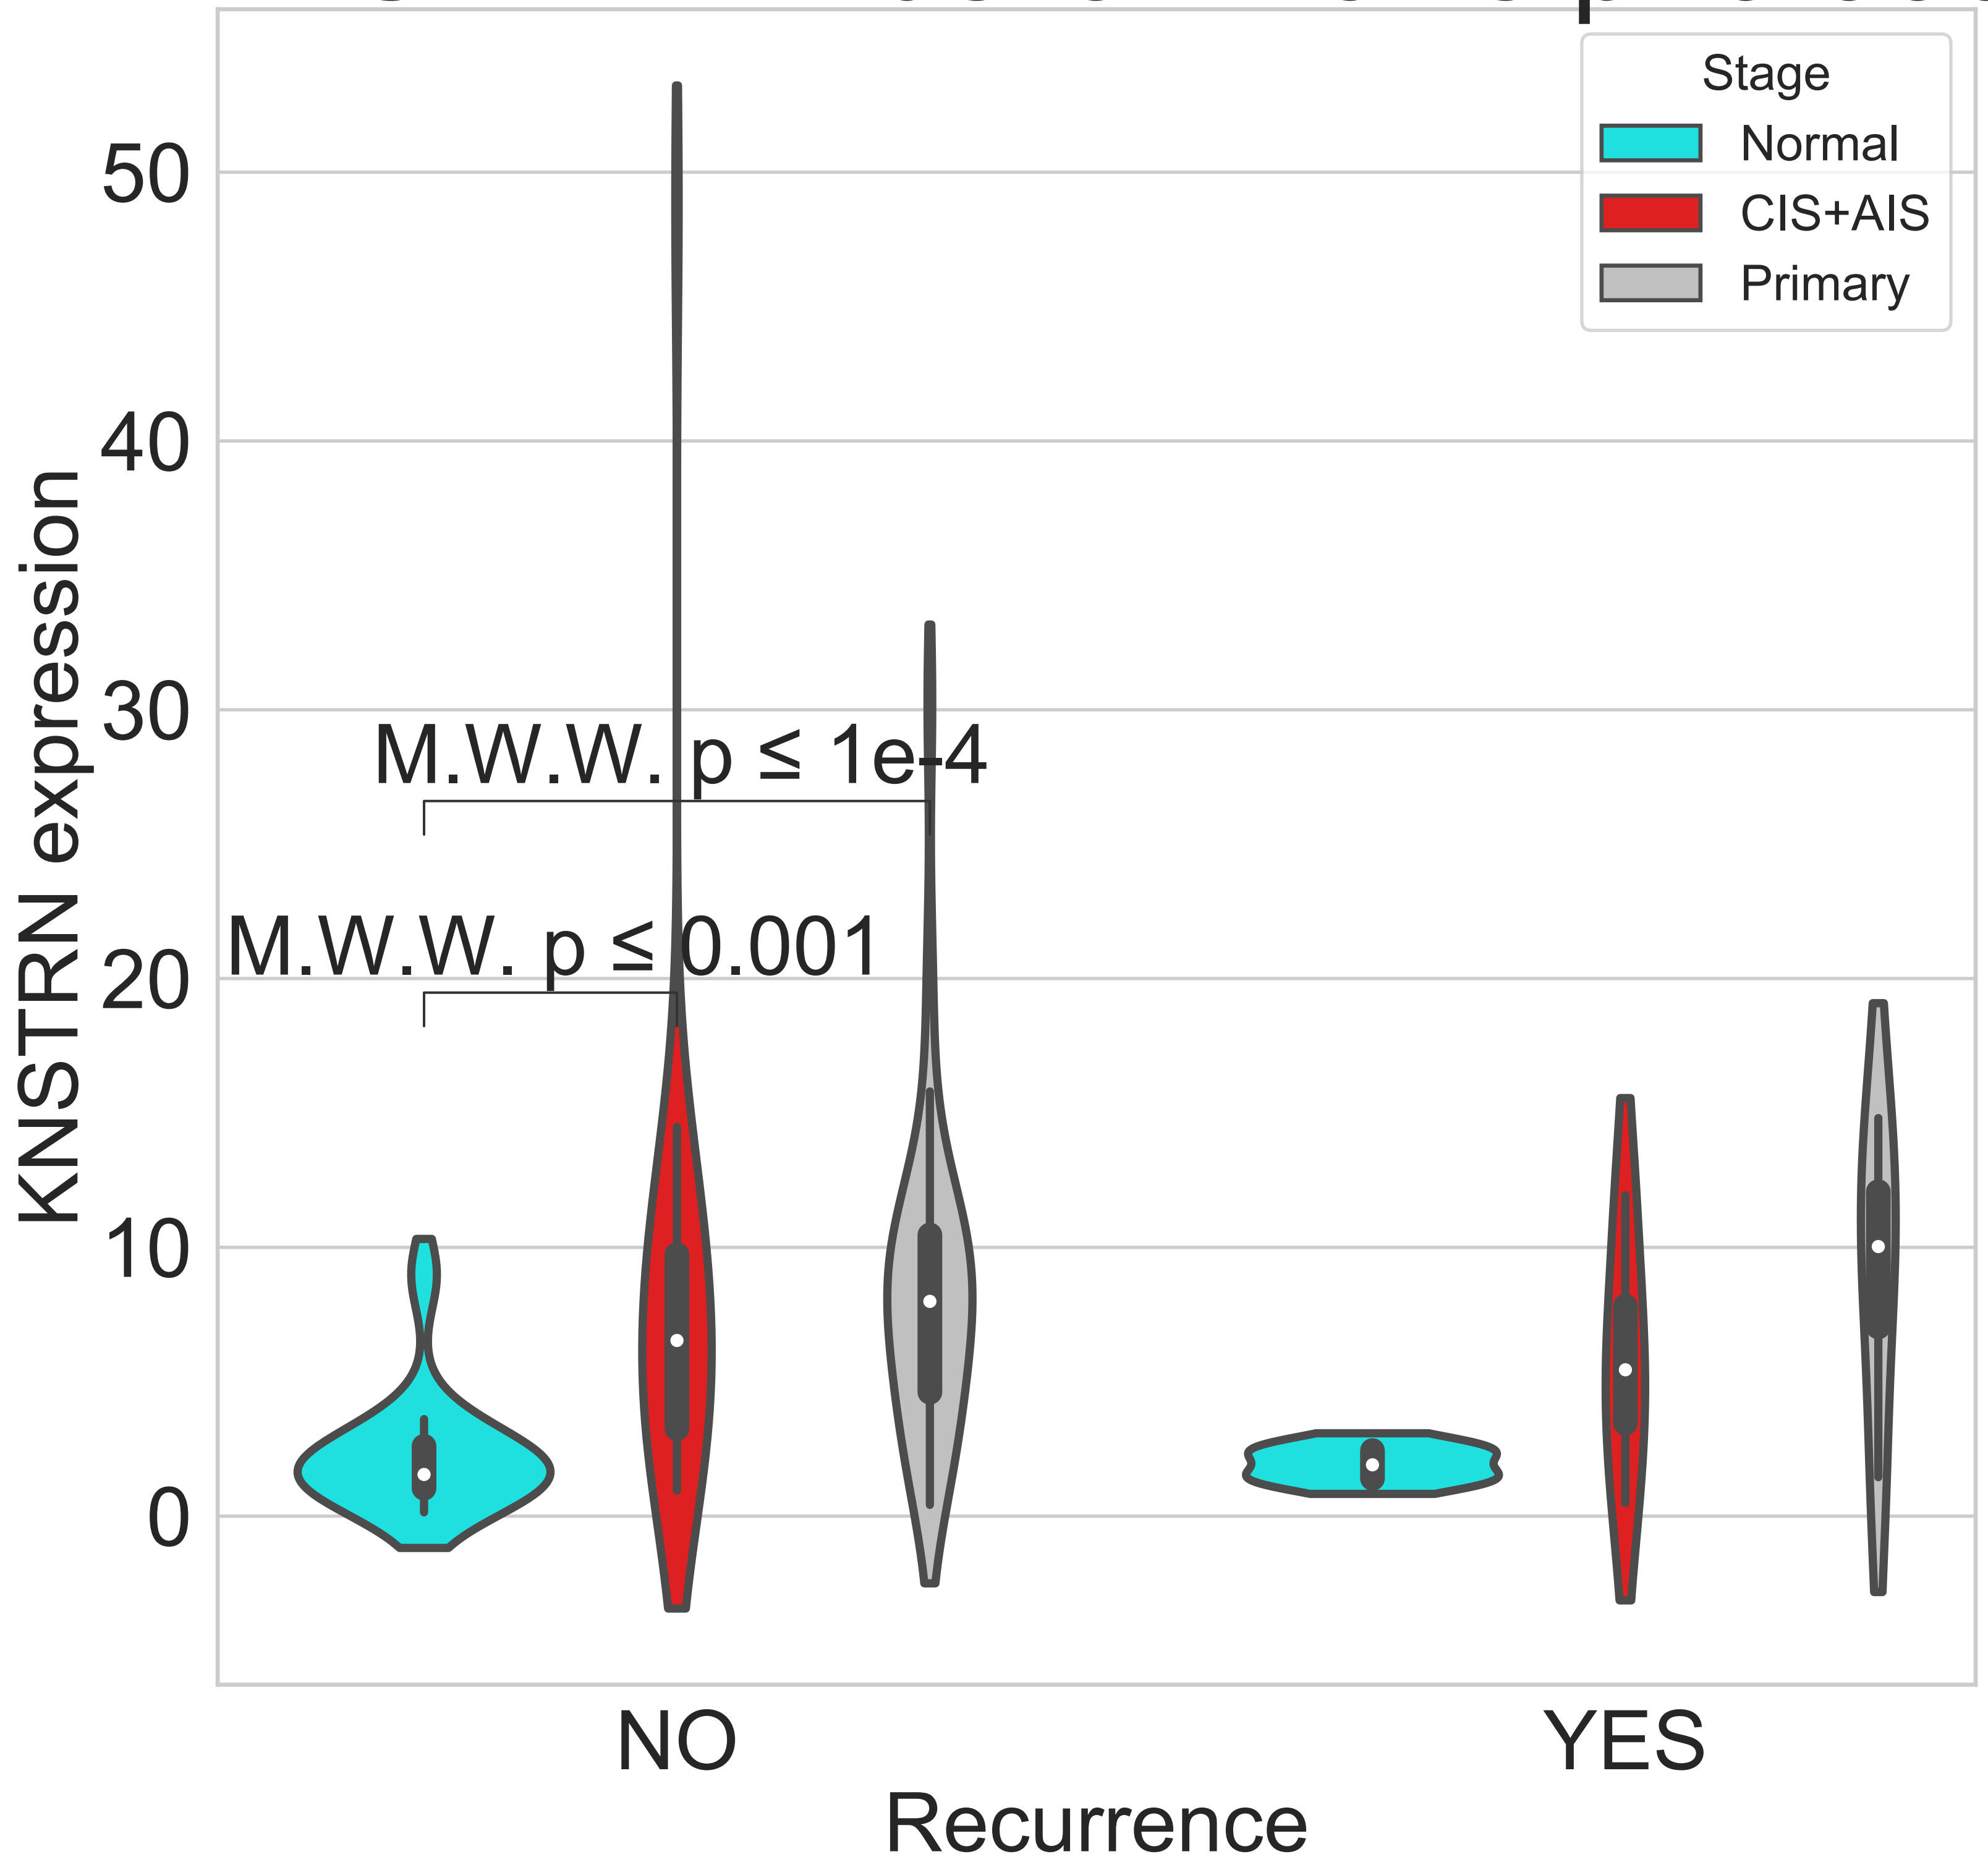 Stage
Normal
CIS+AIS
Primary
50
40
30
20
10
0
KNSTRN expression
M.W.W. p ≤ 1e-4
M.W.W. p ≤ 0.001
NO
YES
Recurrence